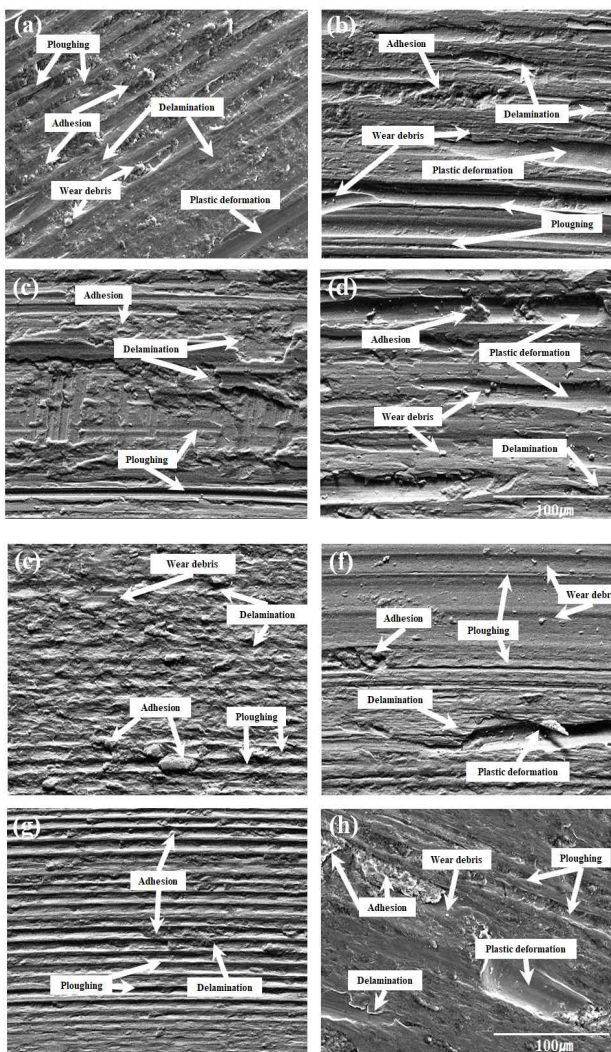 (a)
Ploughing
Delamination
Adhesion
Wear debris
Plastic deformation
(b)
Adhesion
Delamination
Wear debris
Plastic deformation
Ploughing
(c)
Adhesion
Delamination
Ploughing
(d)
Adhesion
Plastic deformation
Wear debris
Delamination
100μm
(e)
Wear debris
Delamination
Adhesion
Ploughing
(f)
Wear debri
Adhesion
Ploughing
Delamination
Plastic deformation
(g)
Adhesion
Ploughing
Delamination
(h)
Wear debris
Ploughing
Adhesion
Plastic deformation
Delamination
100μm